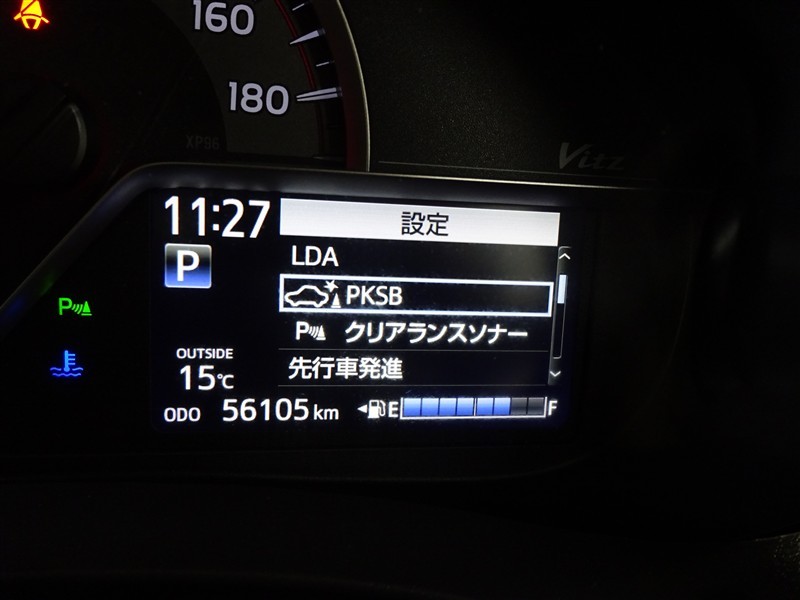 160
180
XP96
Vitz
11:27
設定
P
LDA
PKSB
P クリアランスソナー
P
OUTSIDE
15℃
先行車発進
ODO 56105 km
E F